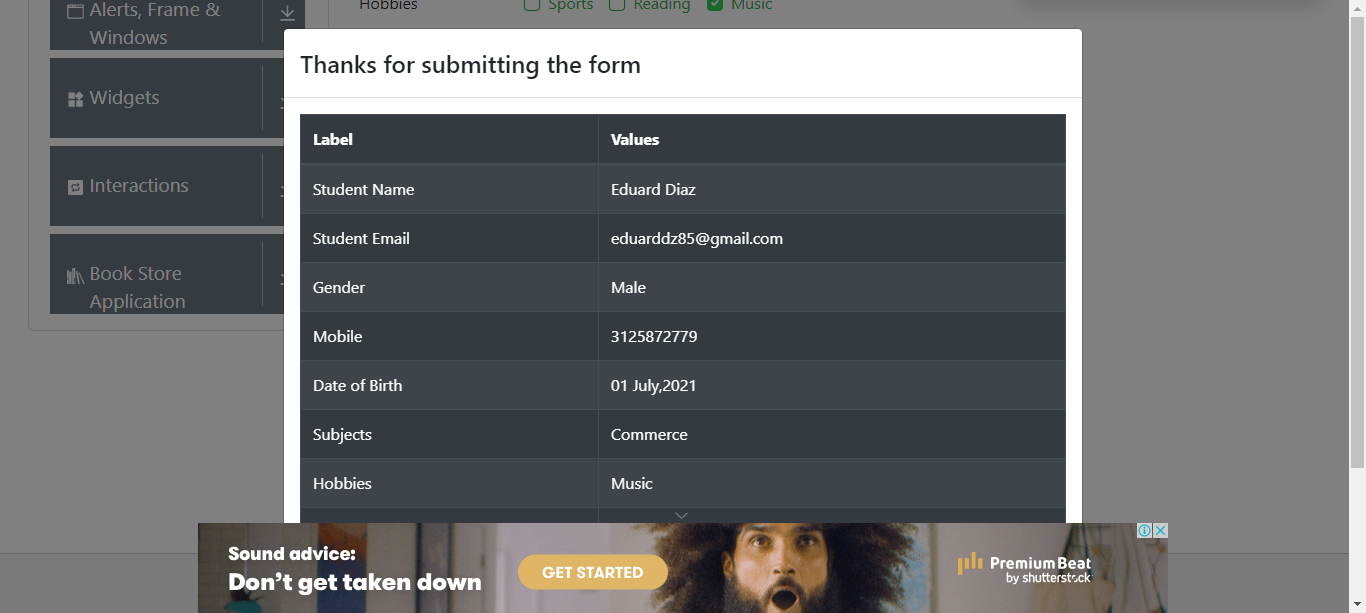 Hobbies
Sports
Reading
Music
Alerts, Frame &
Windows
Widgets
Interactions
Book Store
Application
Thanks for submitting the form
Label Values
Student Name Eduard Diaz
Student Email eduarddz85@gmail.com
Gender Male
Mobile 3125872779
Date of Birth 01 July,2021
Subjects Commerce
Hobbies Music
Sound advice:
Don't get taken down
GET STARTED
PremiumBeat
by shutterstock